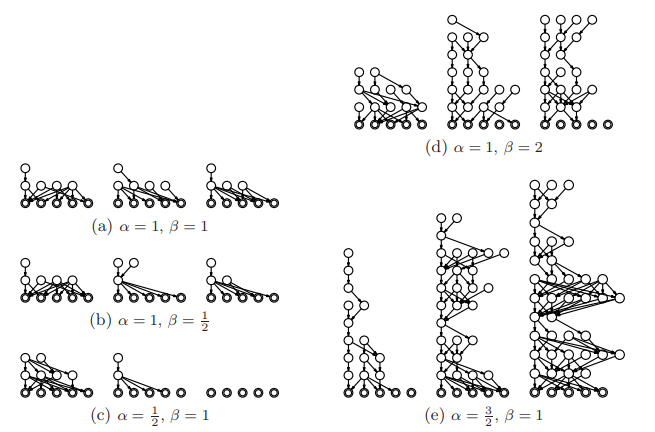 (d) α = 1, β = 2
(a) α = 1, β = 1
(b) α = 1, β = 1/2
(c) α = 1/2, β = 1
(e) α = 3/2, β = 1